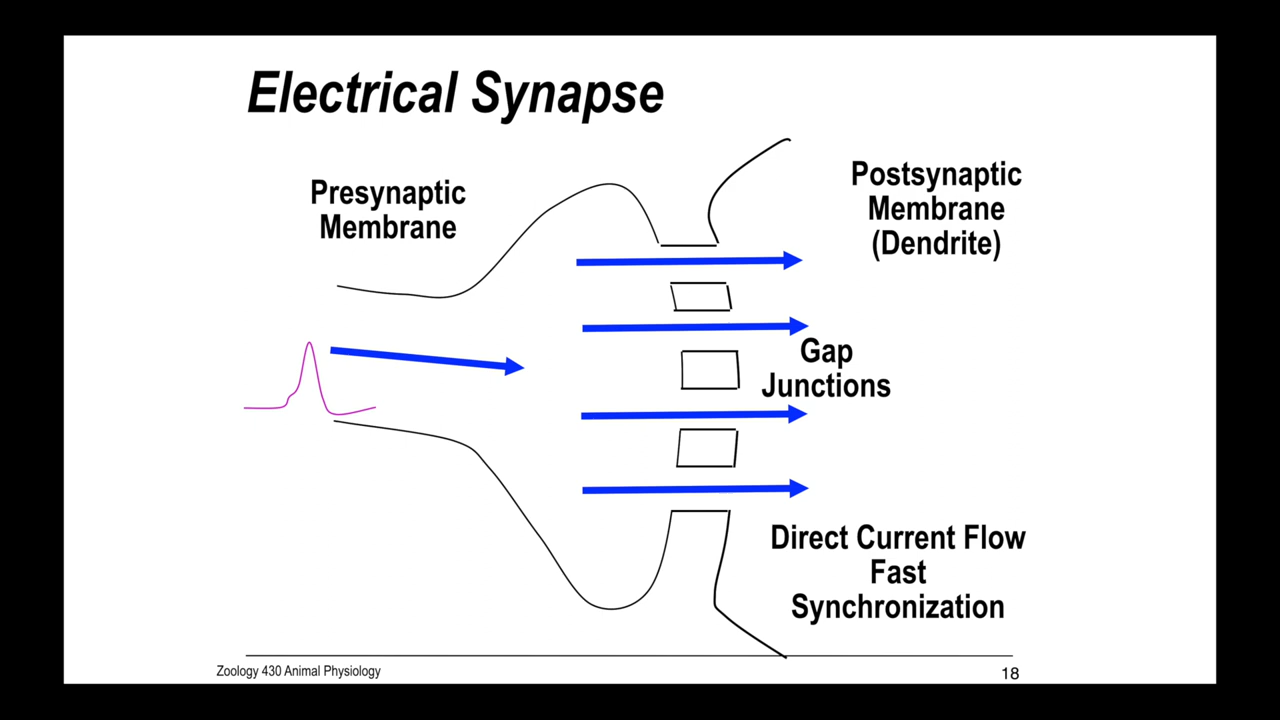 Electrical Synapse
Presynaptic
Membrane
Postsynaptic
Membrane
(Dendrite)
Gap
Junctions
Direct Current Flow
Fast
Synchronization
Zoology 430 Animal Physiology
18